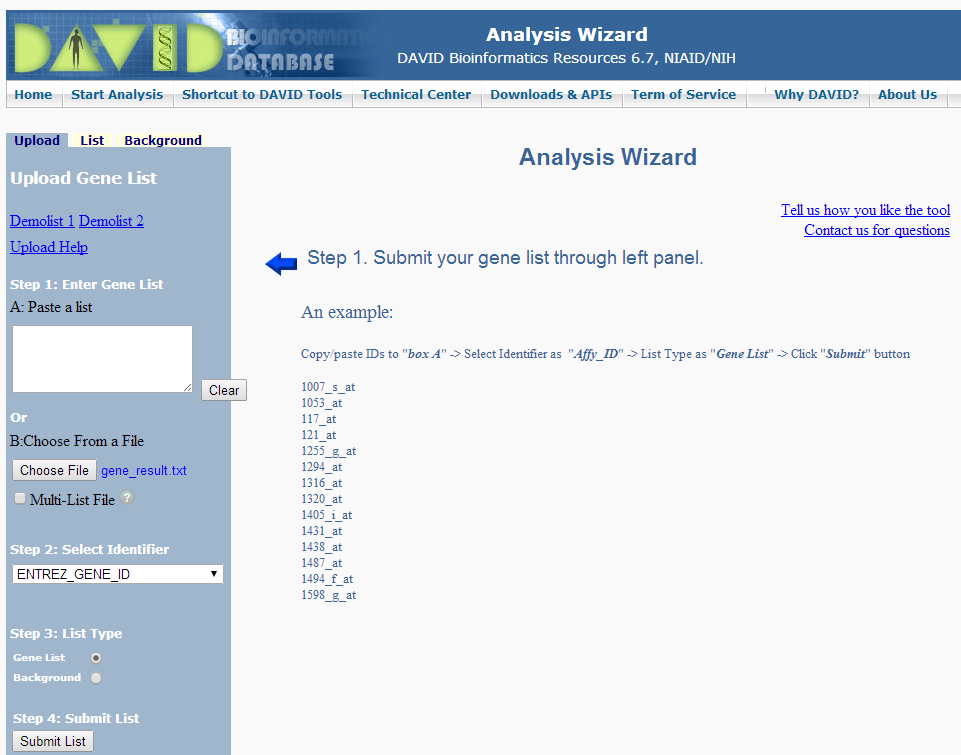 DAVID BIOINFORMATICS
DATABASE
Analysis Wizard
DAVID Bioinformatics Resources 6.7, NIAID/NIH
Home Start Analysis Shortcut to DAVID Tools Technical Center Downloads & APIs Term of Service Why DAVID? About Us
Upload List Background
Analysis Wizard
Upload Gene List
Tell us how you like the tool
Contact us for questions
Demolist 1 Demolist 2
Upload Help
Step 1. Submit your gene list through left panel.
Step 1: Enter Gene List
A: Paste a list
Clear
Or
B:Choose From a File
Choose File gene_result.txt
Multi-List File ?
Step 2: Select Identifier
ENTREZ_GENE_ID
Step 3: List Type
Gene List
Background
Step 4: Submit List
Submit List
An example:
Copy/paste IDs to "box A" -> Select Identifier as "Affy_ID" -> List Type as "Gene List" -> Click "Submit" button
1007_s_at
1053_at
117_at
121_at
1255_g_at
1294_at
1316_at
1320_at
1405_i_at
1431_at
1438_at
1487_at
1494_f_at
1598_g_at